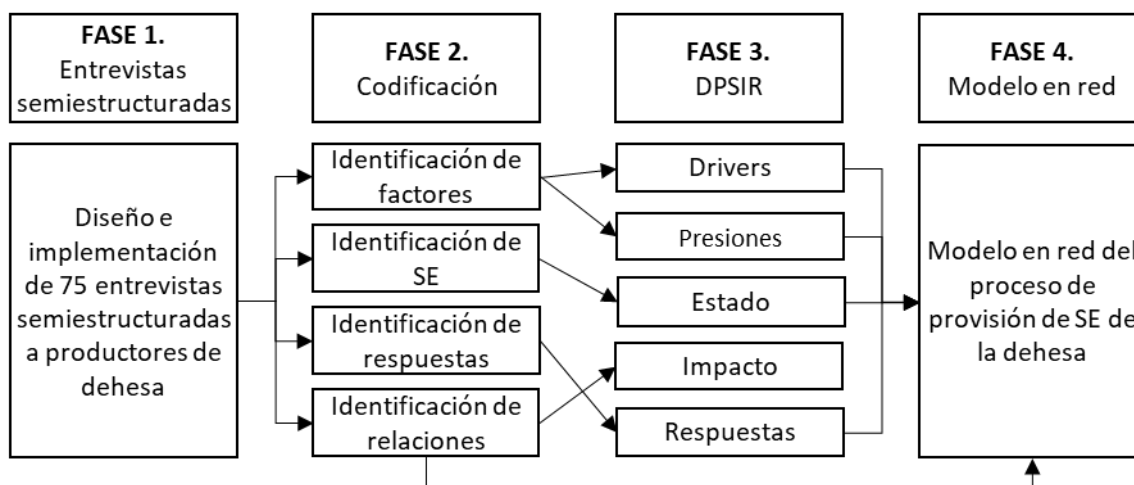 FASE 1.
Entrevistas
semiestructuradas
FASE 2.
Codificación
FASE 3.
DPSIR
FASE 4.
Modelo en red
Diseño e
implementación
de 75 entrevistas
semiestructuradas
a productores de
dehesa
Identificación de
factores
Identificación de
SE
Identificación de
respuestas
Identificación de
relaciones
Drivers
Presiones
Estado
Impacto
Respuestas
Modelo en red del
proceso de
provisión de SE de
la dehesa